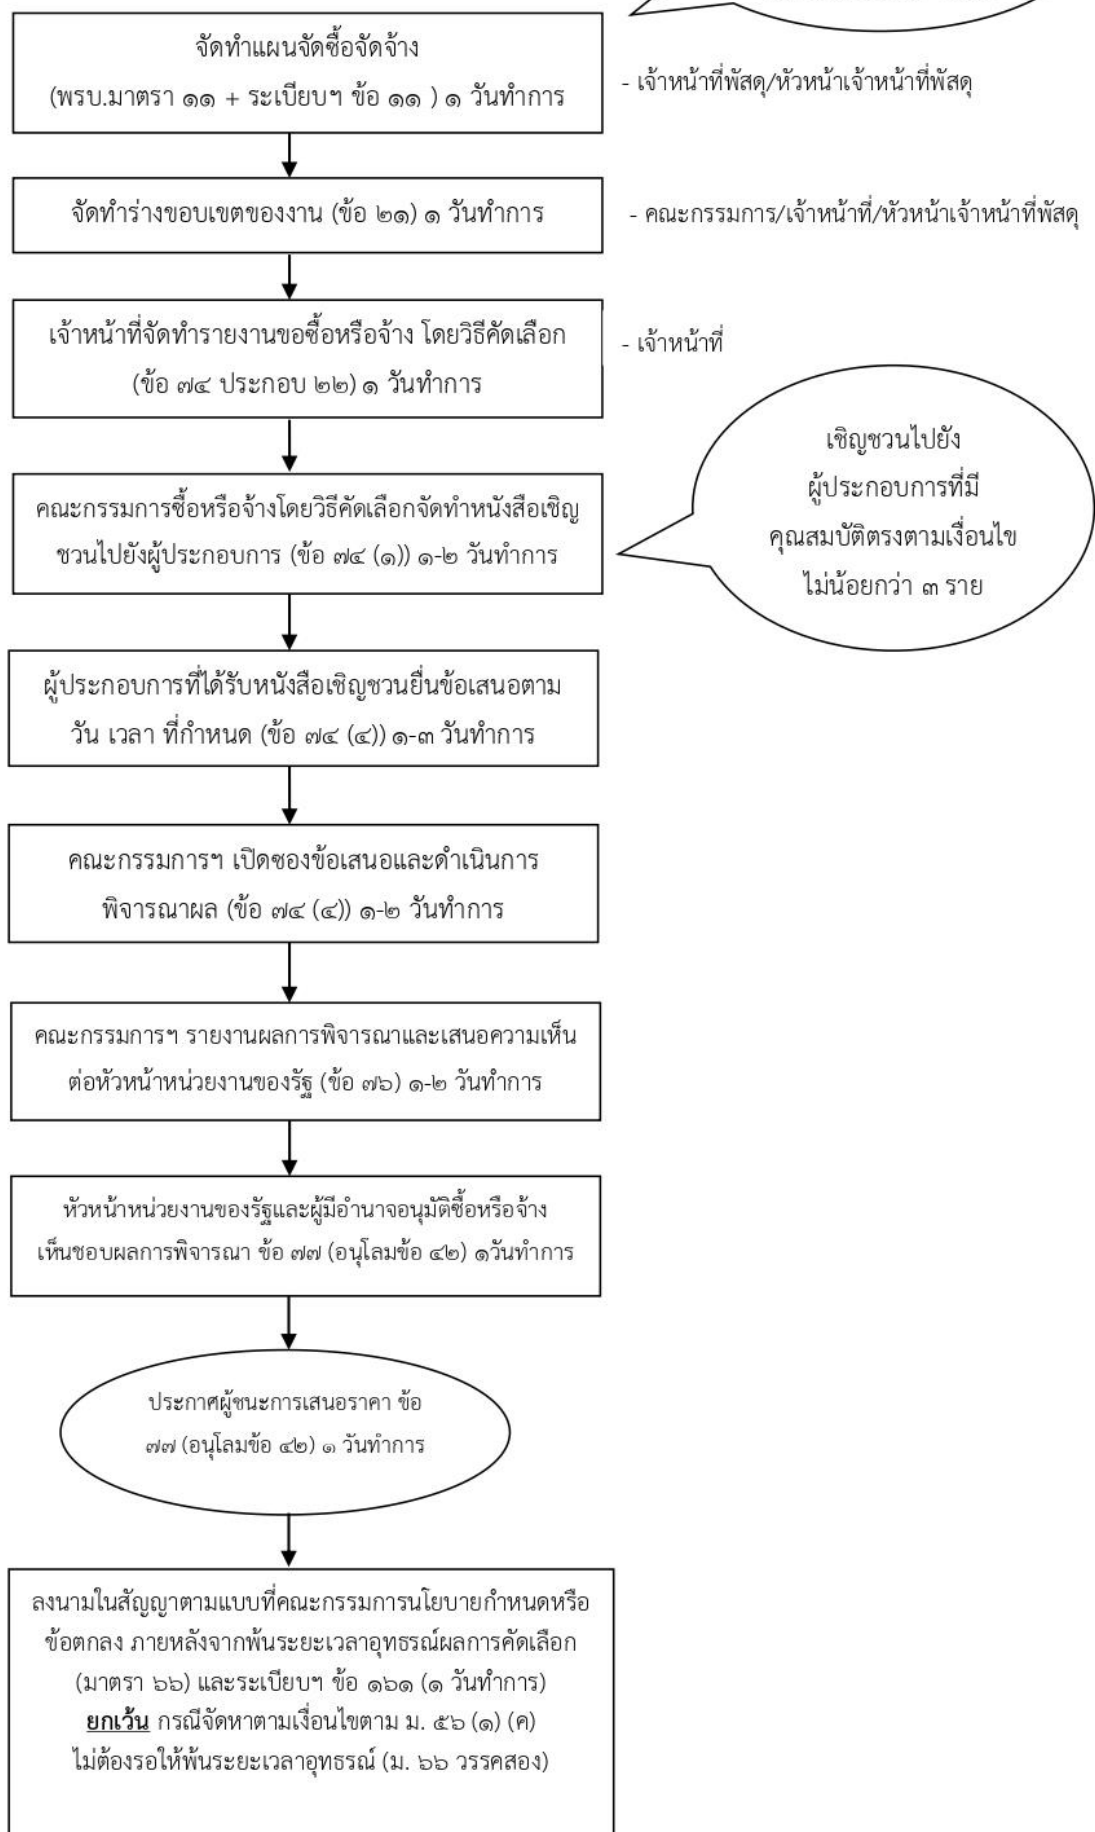 จัดทำแผนจัดซื้อจัดจ้าง
(พรบ.มาตรา ๑๑ + ระเบียบฯ ข้อ ๑๑ ) ๑ วันทำการ
- เจ้าหน้าที่พัสดุ/หัวหน้าเจ้าหน้าที่พัสดุ
จัดทำร่างขอบเขตของงาน (ข้อ ๒๑) ๑ วันทำการ
- คณะกรรมการ/เจ้าหน้าที่/หัวหน้าเจ้าหน้าที่พัสดุ
เจ้าหน้าที่จัดทำรายงานขอซื้อหรือจ้าง โดยวิธีคัดเลือก
(ข้อ ๗๔ ประกอบ ๒๒) ๑ วันทำการ
- เจ้าหน้าที่
คณะกรรมการซื้อหรือจ้างโดยวิธีคัดเลือกจัดทำหนังสือเชิญ
ชวนไปยังผู้ประกอบการ (ข้อ ๗๔ (๑)) ๑-๒ วันทำการ
เชิญชวนไปยัง
ผู้ประกอบการที่มี
คุณสมบัติตรงตามเงื่อนไข
ไม่น้อยกว่า ๓ ราย
ผู้ประกอบการที่ได้รับหนังสือเชิญชวนยื่นข้อเสนอตาม
วัน เวลา ที่กำหนด (ข้อ ๗๔ (๔)) ๑-๓ วันทำการ
คณะกรรมการฯ เปิดซองข้อเสนอและดำเนินการ
พิจารณาผล (ข้อ ๗๔ (๔)) ๑-๒ วันทำการ
คณะกรรมการฯ รายงานผลการพิจารณาและเสนอความเห็น
ต่อหัวหน้าหน่วยงานของรัฐ (ข้อ ๗๖) ๑-๒ วันทำการ
หัวหน้าหน่วยงานของรัฐและผู้มีอำนาจอนุมัติซื้อหรือจ้าง
เห็นชอบผลการพิจารณา ข้อ ๗๗ (อนุโลมข้อ ๔๒) ๑วันทำการ
ประกาศผู้ชนะการเสนอราคา ข้อ
๗๗ (อนุโลมข้อ ๔๒) ๑ วันทำการ
ลงนามในสัญญาตามแบบที่คณะกรรมการนโยบายกำหนดหรือ
ข้อตกลง ภายหลังจากพ้นระยะเวลาอุทธรณ์ผลการคัดเลือก
(มาตรา ๖๖) และระเบียบฯ ข้อ ๑๖๑ (๑ วันทำการ)
ยกเว้น กรณีจัดหาตามเงื่อนไขตาม ม. ๕๖ (๑) (ค)
ไม่ต้องรอให้พ้นระยะเวลาอุทธรณ์ (ม. ๖๖ วรรคสอง)